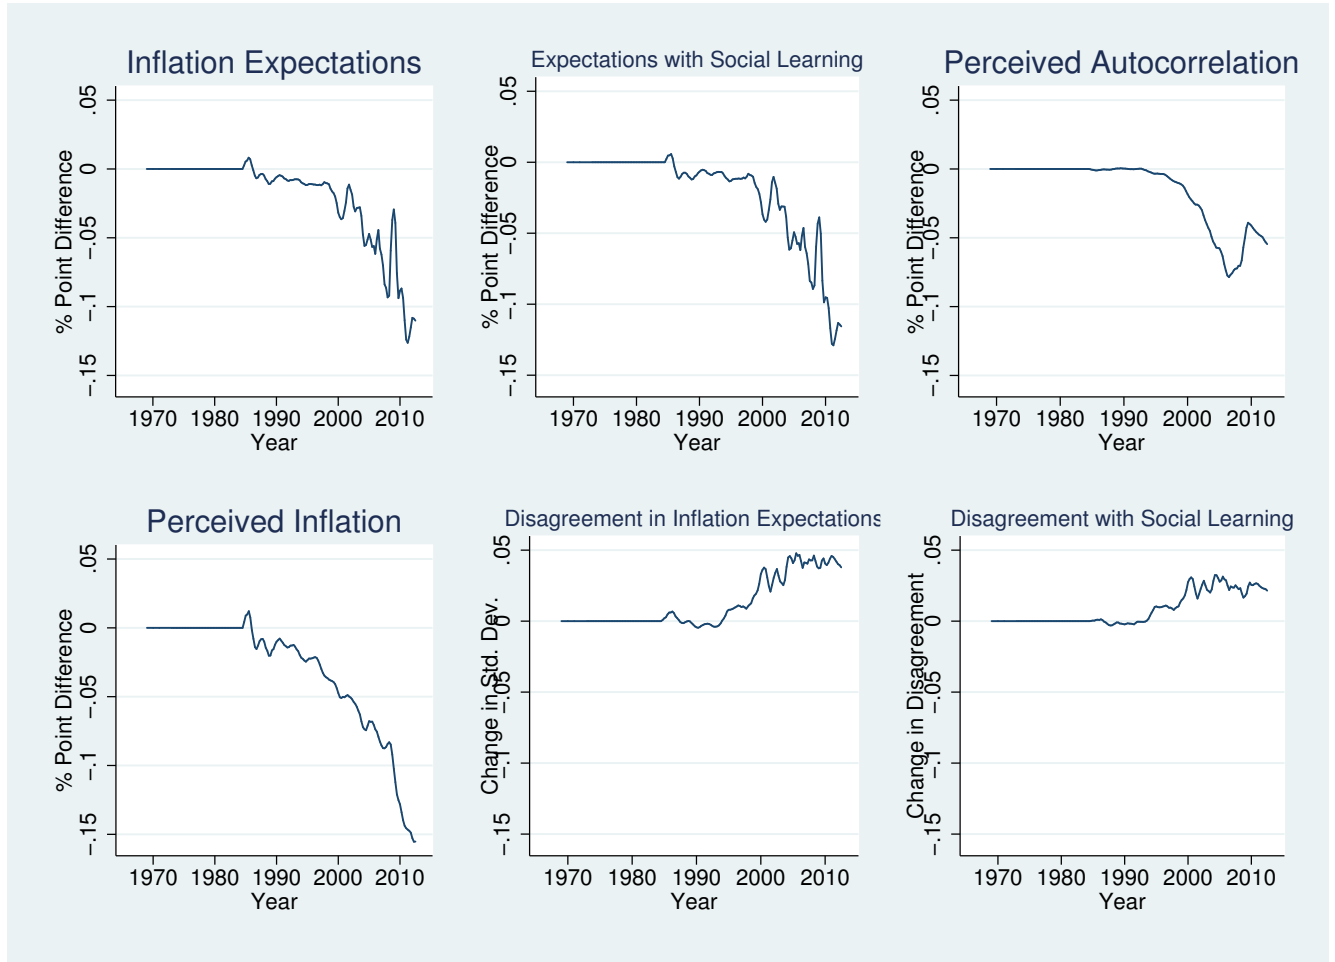 Inflation Expectations
% Point Difference
.05
0
−.05
−.1
−.15
1970 1980 1990 2000 2010
Year
Expectations with Social Learning
% Point Difference
.05
0
−.05
−.1
−.15
1970 1980 1990 2000 2010
Year
Perceived Autocorrelation
% Point Difference
.05
0
−.05
−.1
−.15
1970 1980 1990 2000 2010
Year
Perceived Inflation
% Point Difference
.05
0
−.05
−.1
−.15
1970 1980 1990 2000 2010
Year
Disagreement in Inflation Expectations
Change in Std. Dev.
.05
0
−.05
−.1
−.15
1970 1980 1990 2000 2010
Year
Disagreement with Social Learning
Change in Disagreement
.05
0
−.05
−.1
−.15
1970 1980 1990 2000 2010
Year